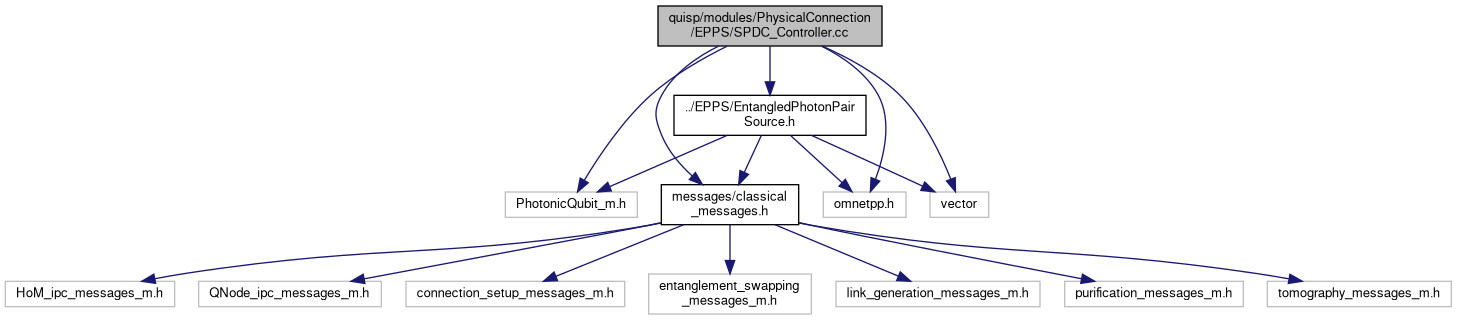 quisp/modules/PhysicalConnection
/EPPS/SPDC_Controller.cc
../EPPS/EntangledPhotonPair
Source.h
PhotonicQubit_m.h
messages/classical
_messages.h
omnetpp.h
vector
HoM_ipc_messages_m.h
QNode_ipc_messages_m.h
connection_setup_messages_m.h
entanglement_swapping
_messages_m.h
link_generation_messages_m.h
purification_messages_m.h
tomography_messages_m.h